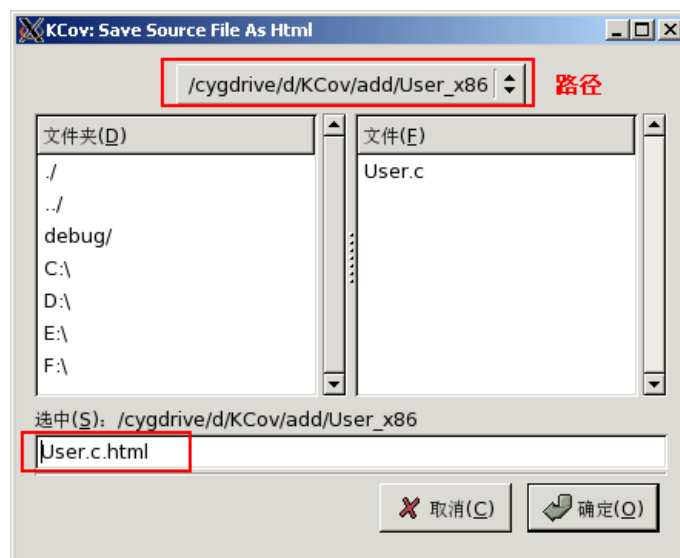 KCov: Save Source File As Html
/cygdrive/d/KCov/add/User_x86 路径
文件夹(D)
./
../
debug/
C:\
D:\
E:\
F:\
文件(F)
User.c
选中(S): /cygdrive/d/KCov/add/User_x86
User.c.html
取消(C) 确定(O)